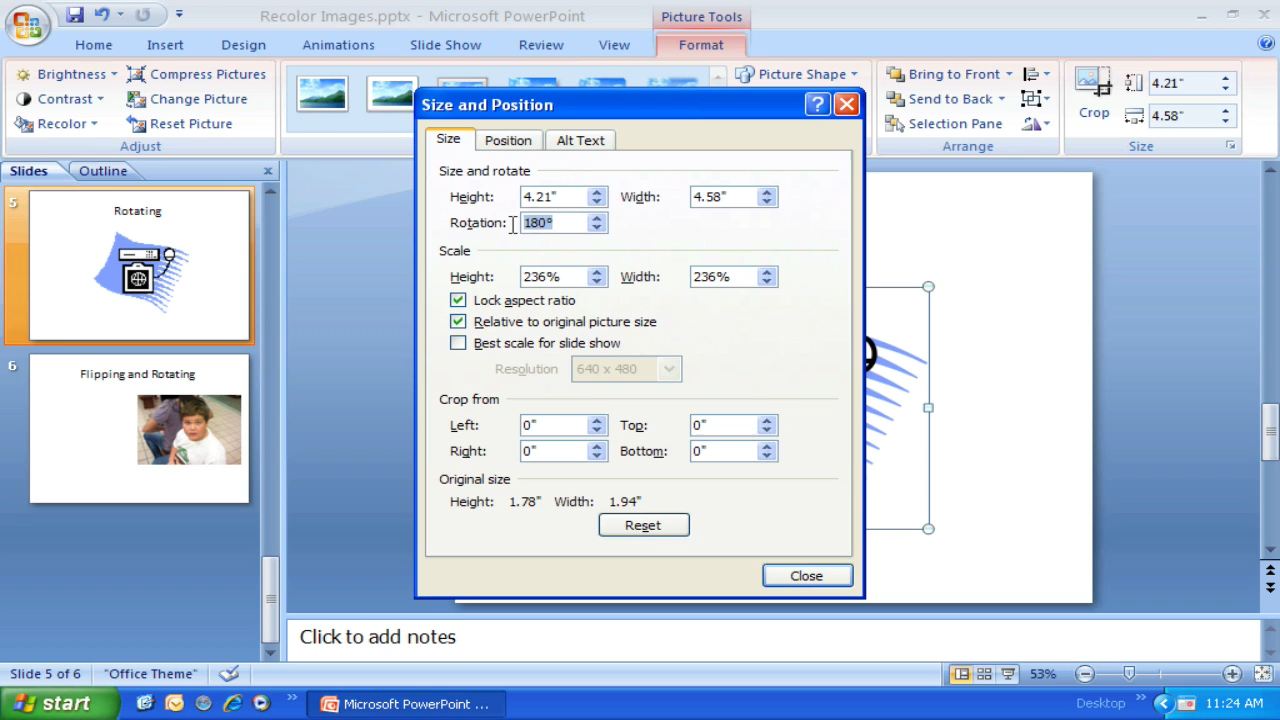 Recolor Images.pptx - Microsoft PowerPoint
Picture Tools
Home
Insert
Design
Animations
Slide Show
Review
View
Format
Brightness
Contrast
Recolor
Compress Pictures
Change Picture
Reset Picture
Adjust
Picture Shape
Bring to Front
Send to Back
Selection Pane
Arrange
Crop
4.21"
4.58"
Size
Slides
Outline
5
Rotating
6
Flipping and Rotating
Size and Position
Size
Position
Alt Text
Size and rotate
Height: 4.21" Width: 4.58"
Rotation: 180°
Scale
Height: 236% Width: 236%
Lock aspect ratio
Relative to original picture size
Best scale for slide show
Resolution 640 x 480
Crop from
Left: 0" Top: 0"
Right: 0" Bottom: 0"
Original size
Height: 1.78" Width: 1.94"
Reset
Close
Click to add notes
Slide 5 of 6
"Office Theme"
53%
start
Microsoft PowerPoint ...
Desktop
11:24 AM